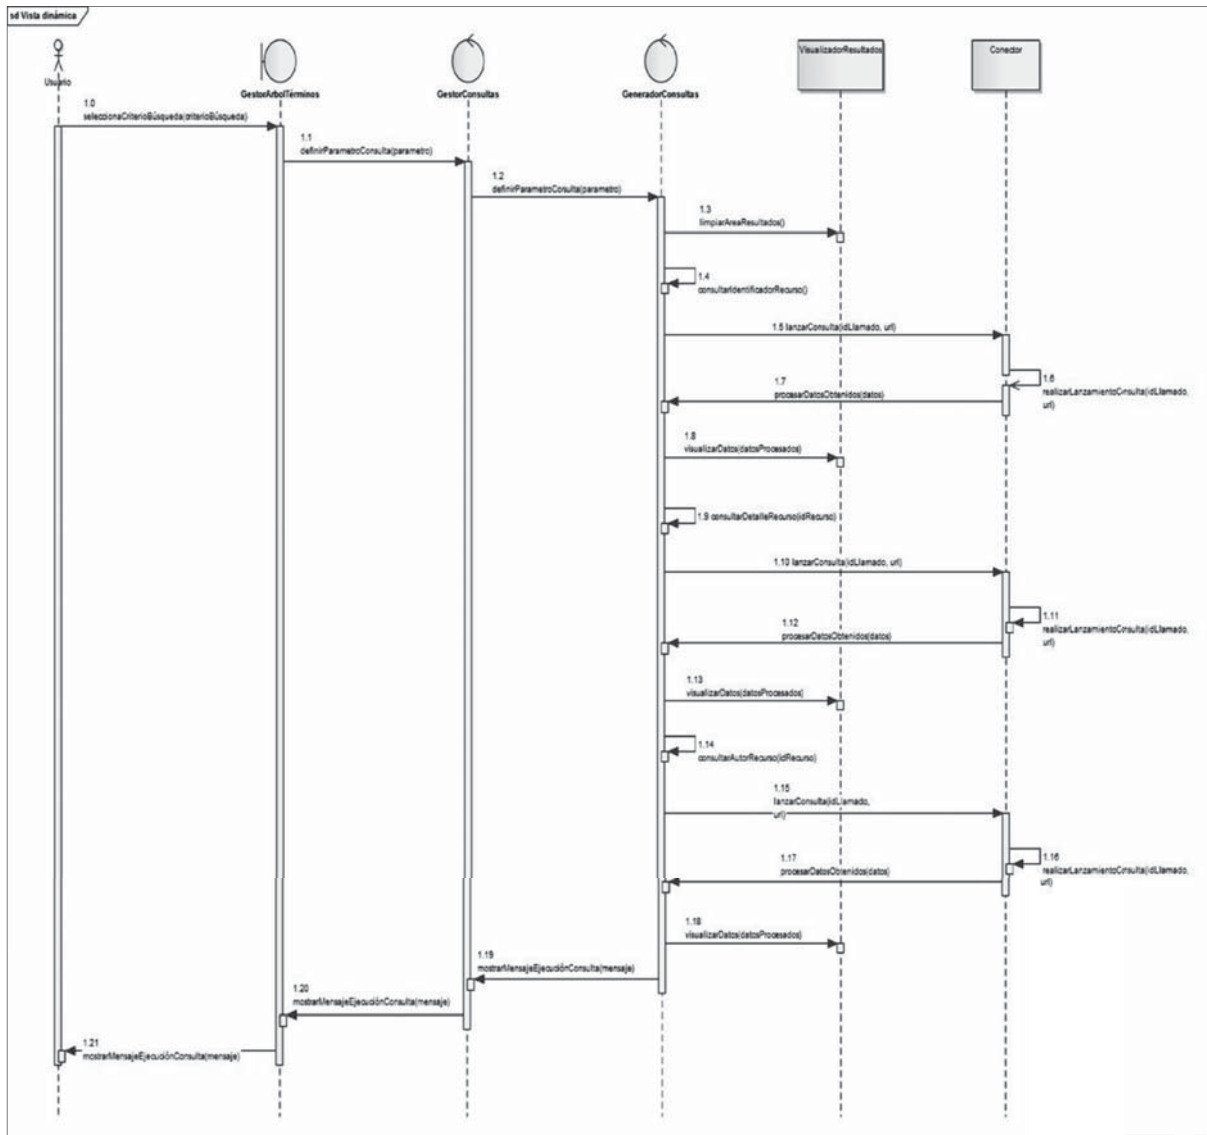 sd Vista dinámica
Usuario
GestorArbolTérminos
GestorConsultas
GeneradorConsultas
VisualizadorResultados
Conector
1.0
seleccionaCriterioBúsqueda(criterioBúsqueda)
1.1
definirParametroConsulta(parametro)
1.2
definirParametroCosulta(parametro)
1.3
limpiarAreaResultados()
1.4
consultarIdentificadorRecurso()
1.5 lanzarConsulta(idLlamado, url)
1.6
realizarLanzamientoCnsulta(idLlamado,
url)
1.7
procesarDatosObtenidos(datos)
1.8
visualizarDatos(datosProcesados)
1.9 consultarDetalleRecurso(idRecurso)
1.10 lanzarConsulta(idLlamado, url)
1.11
realizarLanzamientoCnsulta(idLlamado,
url)
1.12
procesarDatosObtenidos(datos)
1.13
visualizarDatos(datosProcesados)
1.14
consultarAutorRecurso(idRecurso)
1.15
lanzarConsulta(idLlamado,
url)
1.16
realizarLanzamientoCnsulta(idLlamado,
url)
1.17
procesarDatosObtenidos(datos)
1.18
visualizarDatos(datosProcesados)
1.19
mostrarMensajeEjecuciónConsulta(mensaje)
1.20
mostrarMensajeEjecuciónConsulta(mensaje)
1.21
mostrarMensajeEjecuciónConsulta(mensaje)